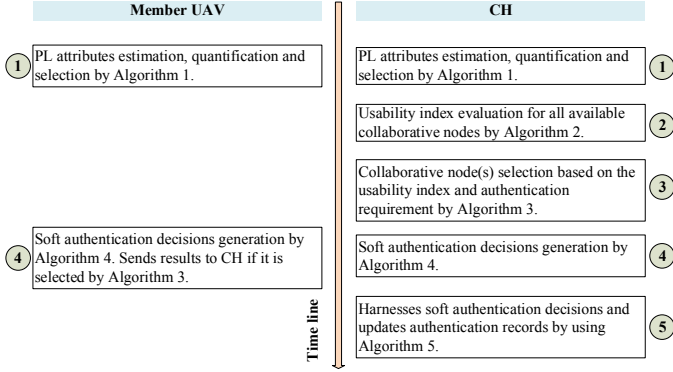 Member UAV
CH
1
PL attributes estimation, quantification and
selection by Algorithm 1.
PL attributes estimation, quantification and
selection by Algorithm 1.
1
Usability index evaluation for all available
collaborative nodes by Algorithm 2.
2
Collaborative node(s) selection based on the
usability index and authentication
requirement by Algorithm 3.
3
4
Soft authentication decisions generation by
Algorithm 4. Sends results to CH if it is
selected by Algorithm 3.
Soft authentication decisions generation by
Algorithm 4.
4
Harnesses soft authentication decisions and
updates authentication records by using
Algorithm 5.
5
Time line